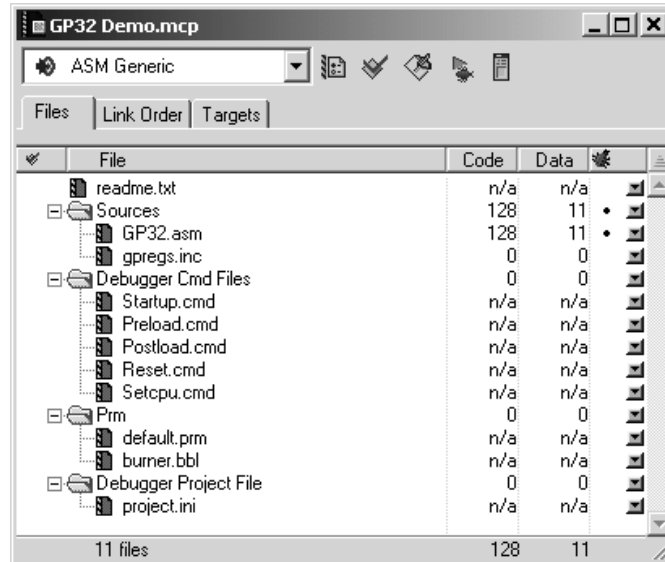 GP32 Demo.mcp
ASM Generic
Files Link Order Targets
File Code Data
readme.txt n/a n/a
Sources 128 11 •
GP32.asm 128 11 •
gpregs.inc 0 0
Debugger Cmd Files 0 0
Startup.cmd n/a n/a
Preload.cmd n/a n/a
Postload.cmd n/a n/a
Reset.cmd n/a n/a
Setcpu.cmd n/a n/a
Prm 0 0
default.prm n/a n/a
burner.bbl n/a n/a
Debugger Project File 0 0
project.ini n/a n/a
11 files 128 11